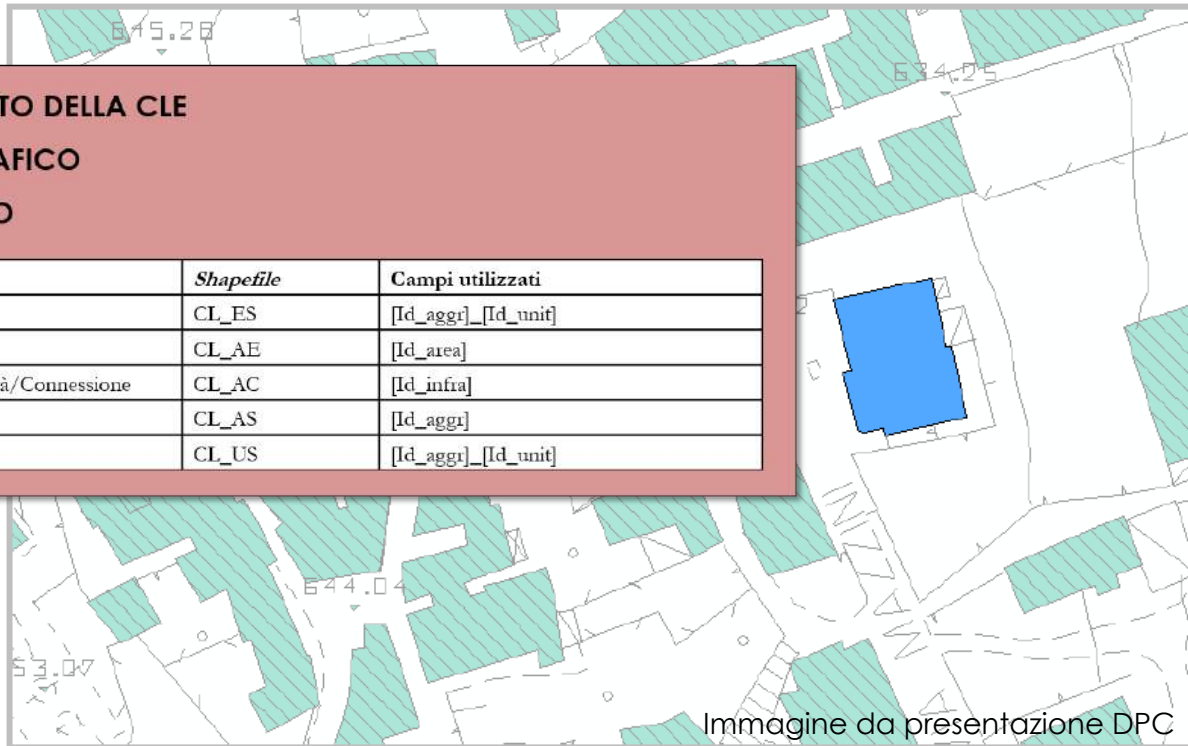 645.28
634.25
TO DELLA CLE
AFICO
O
Shapefile Campi utilizzati
CL_ES [Id_aggr]_[Id_unit]
CL_AE [Id_area]
à/Connessione CL_AC [Id_infra]
CL_AS [Id_aggr]
CL_US [Id_aggr]_[Id_unit]
644.04
53.07
Immagine da presentazione DPC